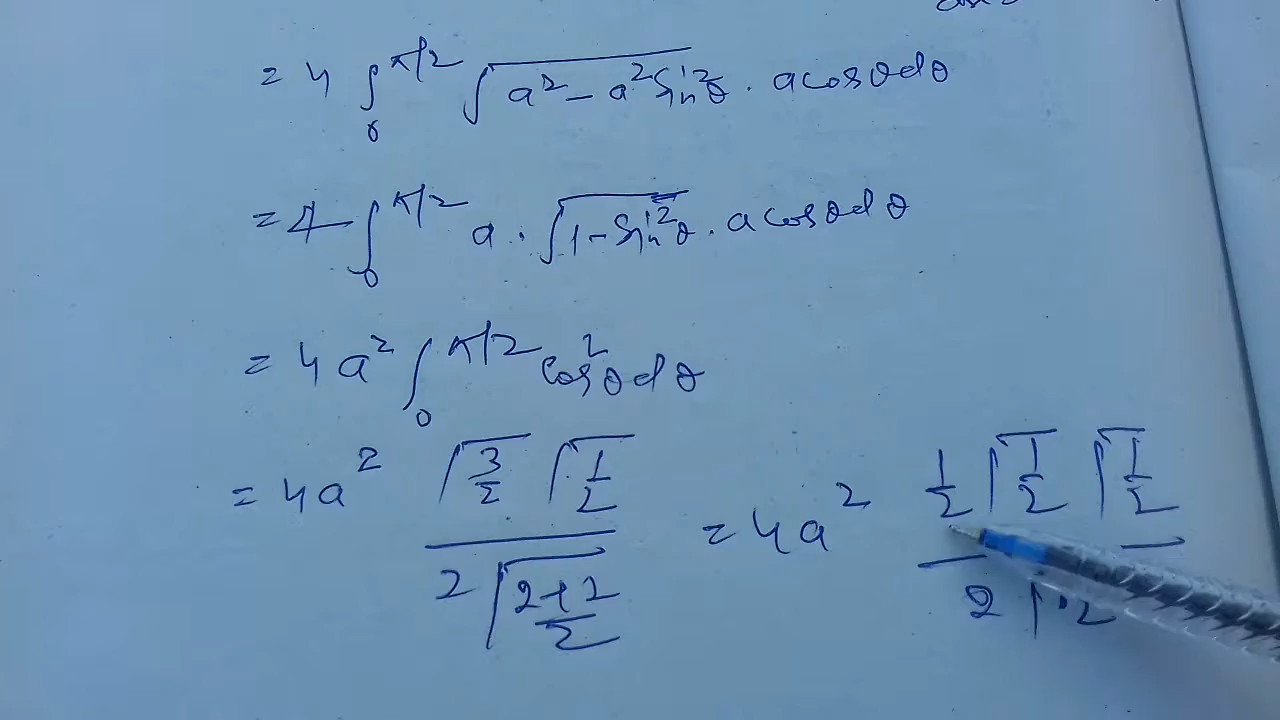 = 4 ∫₀^{π/2} √(a² − a² sin²θ) · a cosθ dθ
= 4 ∫₀^{π/2} a · √(1 − sin²θ) · a cosθ dθ
= 4a² ∫₀^{π/2} cos²θ dθ
= 4a² (Γ(3/2) Γ(1/2)) / (2 Γ((2+2)/2)) = 4a² (1/2 Γ(1/2) Γ(1/2)) / (2 Γ2)